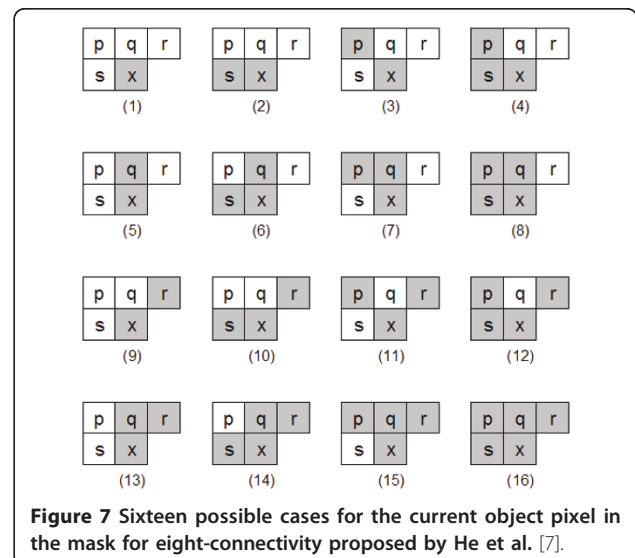 p q r p q r p q r p q r
s x s x s x s x
(1) (2) (3) (4)
p q r p q r p q r p q r
s x s x s x s x
(5) (6) (7) (8)
p q r p q r p q r p q r
s x s x s x s x
(9) (10) (11) (12)
p q r p q r p q r p q r
s x s x s x s x
(13) (14) (15) (16)
Figure 7 Sixteen possible cases for the current object pixel in
the mask for eight-connectivity proposed by He et al. [7].